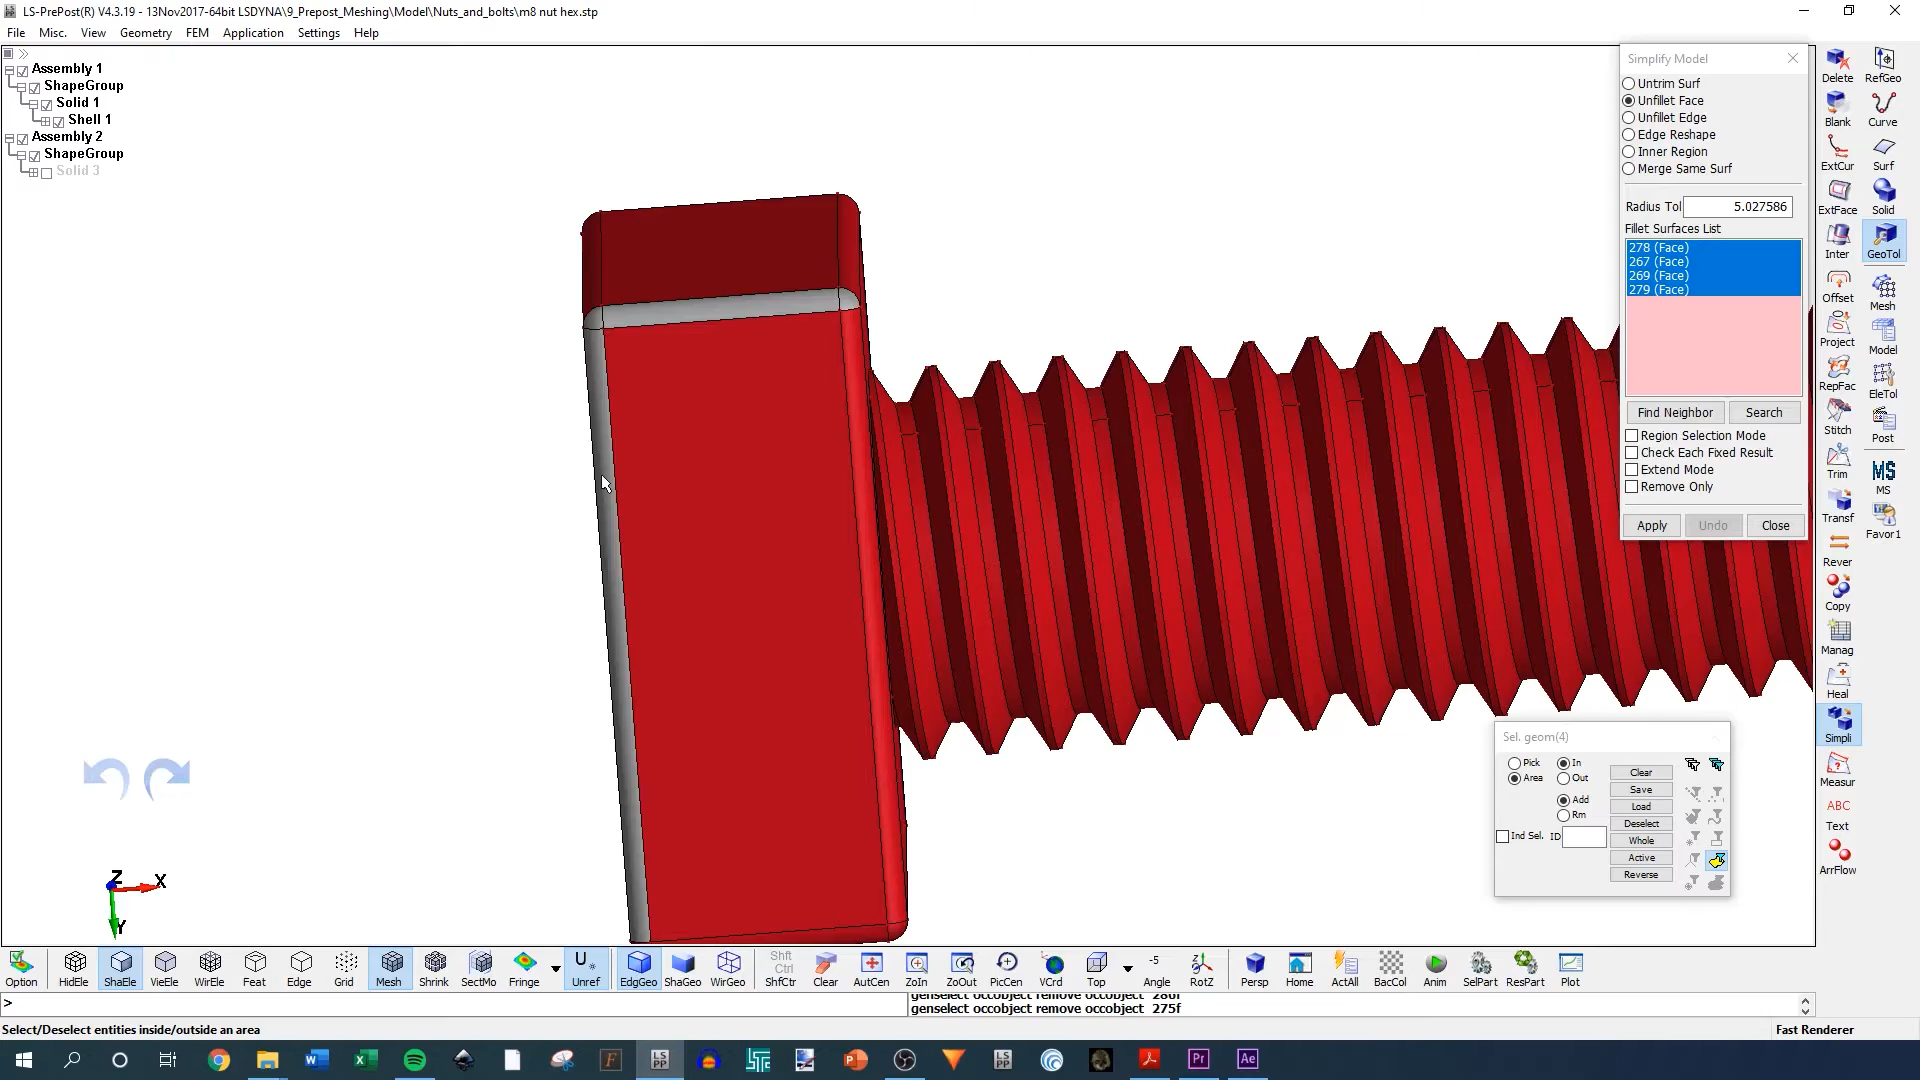 LS-PrePost(R) V4.3.19 - 13Nov2017-64bit LSDYNA\9_Prepost_Meshing\Model\Nuts_and_bolts\m8 nut hex.stp
File Misc. View Geometry FEM Application Settings Help
Assembly 1
ShapeGroup
Solid 1
Shell 1
Assembly 2
ShapeGroup
Solid 3
Simplify Model
Untrim Surf
Unfillet Face
Unfillet Edge
Edge Reshape
Inner Region
Merge Same Surf
Radius Tol 5.027586
Fillet Surfaces List
278 (Face)
267 (Face)
269 (Face)
279 (Face)
Find Neighbor Search
Region Selection Mode
Check Each Fixed Result
Extend Mode
Remove Only
Apply Undo Close
Delete RefGeo
Blank Curve
ExtCur Surf
ExtFace Solid
Inter GeoTol
Offset Mesh
Project Model
RepFac EleTol
Stitch Post
Trim MS
MS
Transf Favor1
Rever
Copy
Manag
Heal
Simpli
Measur
ABC
Text
ArrFlow
Sel. geom(4)
Pick In Clear
Area Out Save
Add Load
Rm Deselect
Ind Sel. ID Whole
Active
Reverse
Z X
Y
Option HidEle ShaEle VieEle WirEle Feat Edge Grid Mesh Shrink SectMo Fringe Unref EdgGeo ShaGeo WirGeo Shft Ctrl ShfCtr Clear AutCen ZoIn ZoOut PicCen VCrd Top -5 Angle RotZ Persp Home ActAll BacCol Anim SelPart ResPart Plot
>
genselect occobject remove occobject 286f
genselect occobject remove occobject 275f
Select/Deselect entities inside/outside an area
Fast Renderer